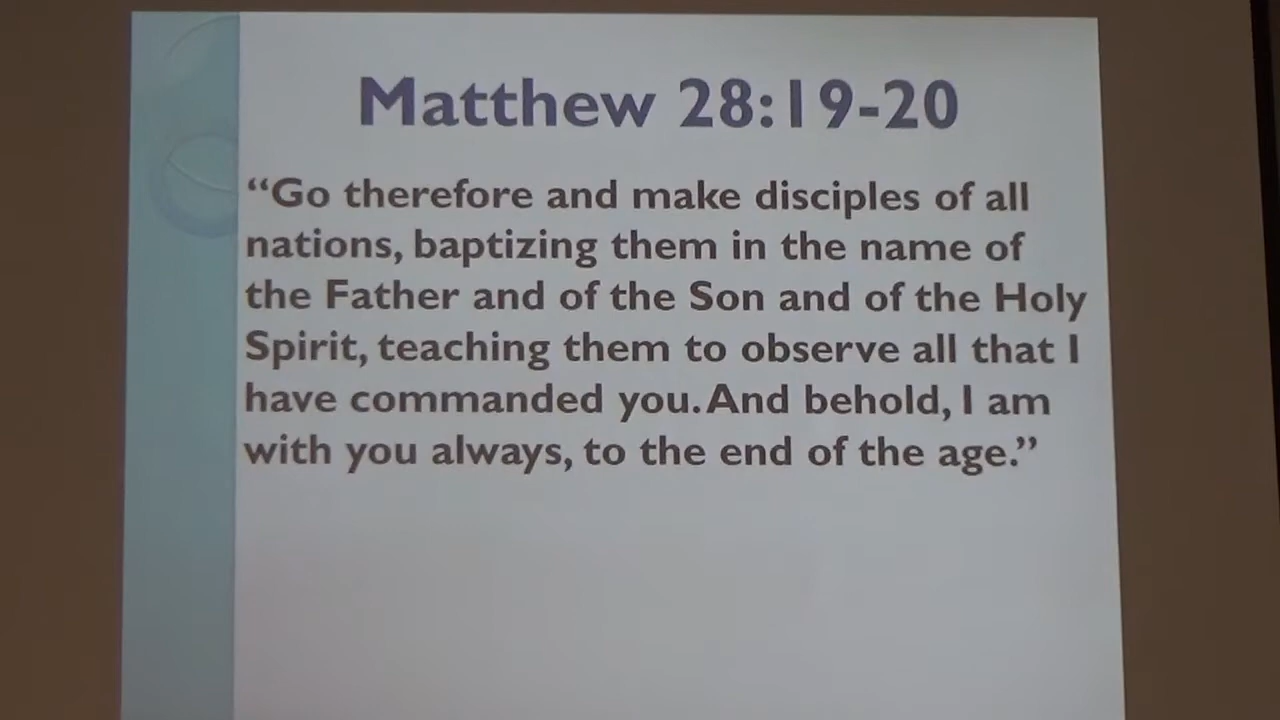 Matthew 28:19-20
“Go therefore and make disciples of all
nations, baptizing them in the name of
the Father and of the Son and of the Holy
Spirit, teaching them to observe all that I
have commanded you. And behold, I am
with you always, to the end of the age.”